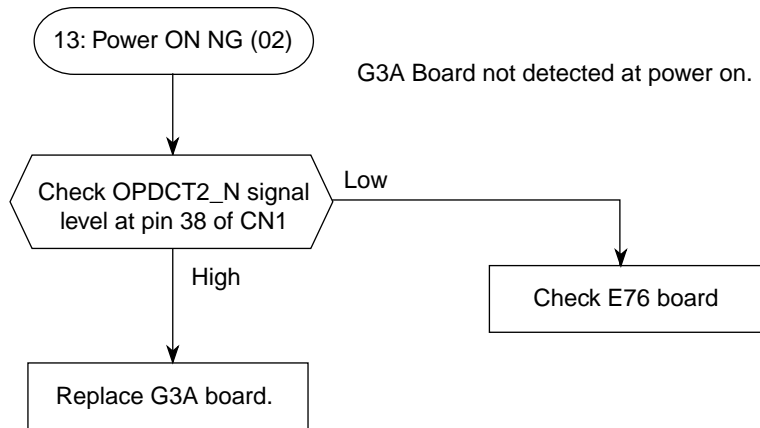 13: Power ON NG (02)
G3A Board not detected at power on.
Check OPDCT2_N signal
level at pin 38 of CN1
Low
High
Check E76 board
Replace G3A board.